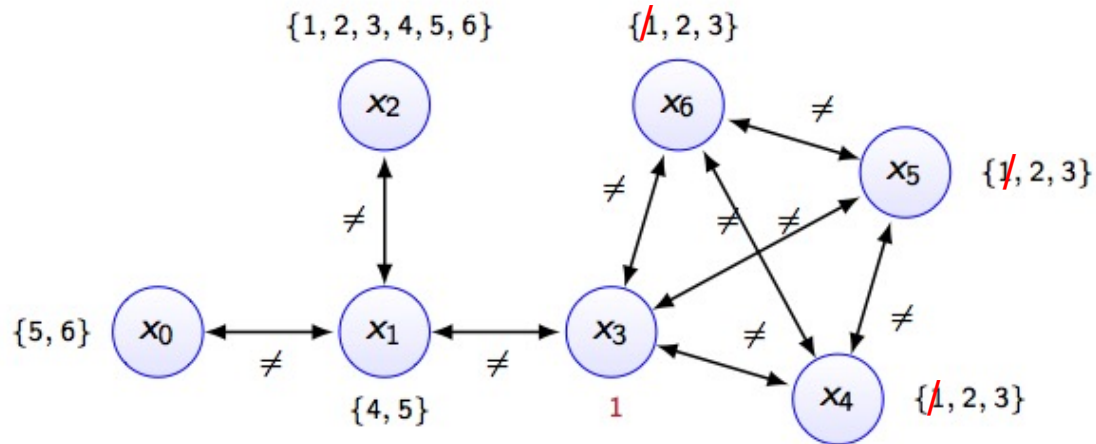 {1, 2, 3, 4, 5, 6}
{1, 2, 3}
x2
x6
≠
x5
{1, 2, 3}
≠
≠
≠
≠
{5, 6}
x0
≠
x1
≠
x3
≠
≠
x4
{1, 2, 3}
{4, 5}
1